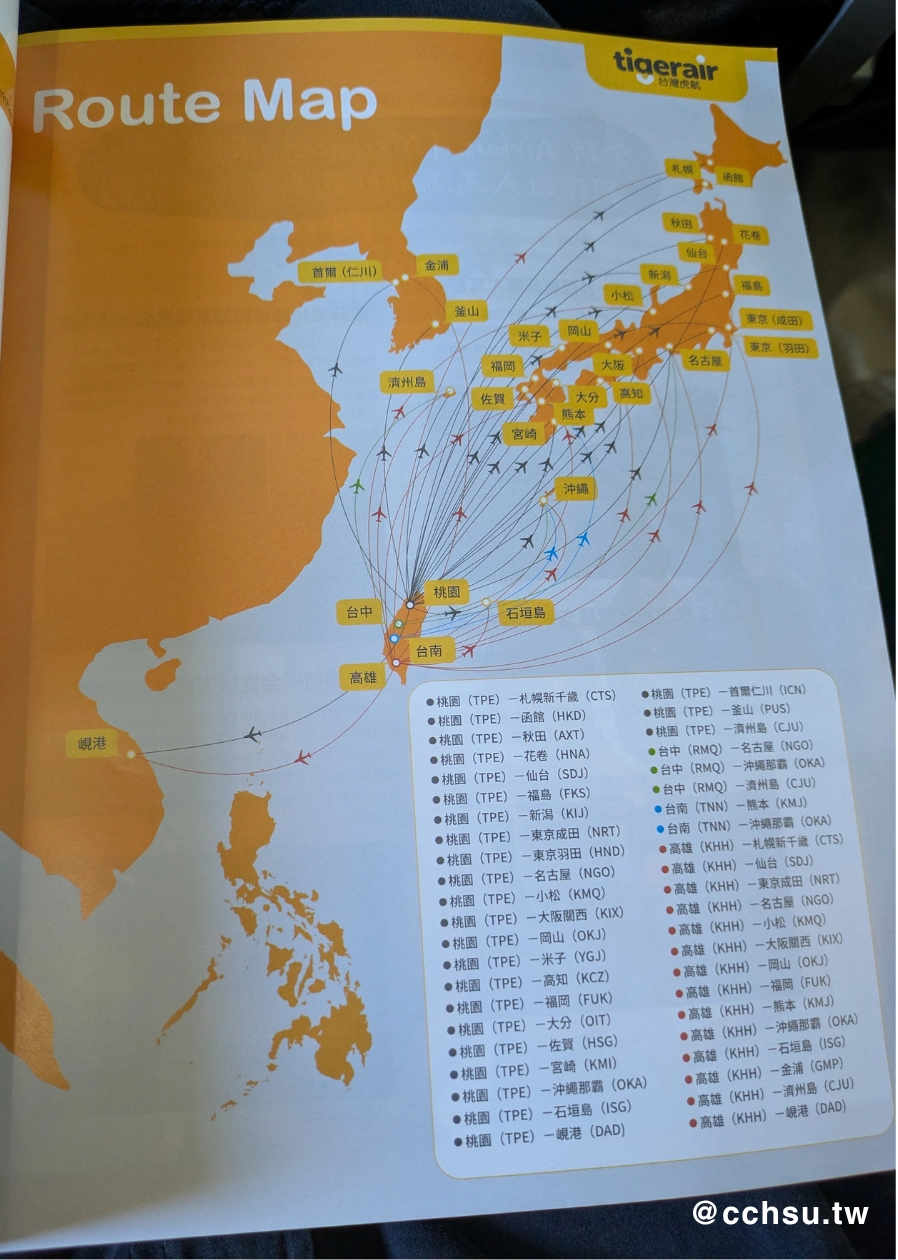 Route Map
tigerair
台灣虎航
札幌
函館
秋田
花巻
仙台
首爾（仁川）
金浦
新潟
福島
小松
釜山
東京（成田）
米子
岡山
東京（羽田）
福岡
大阪
名古屋
濟州島
佐賀
大分
高知
熊本
宮崎
沖繩
桃園
台中
石垣島
台南
高雄
峴港
桃園（TPE）－札幌新千歲（CTS）
桃園（TPE）－函館（HKD）
桃園（TPE）－秋田（AXT）
桃園（TPE）－花巻（HNA）
桃園（TPE）－仙台（SDJ）
桃園（TPE）－福島（FKS）
桃園（TPE）－新潟（KIJ）
桃園（TPE）－東京成田（NRT）
桃園（TPE）－東京羽田（HND）
桃園（TPE）－名古屋（NGO）
桃園（TPE）－小松（KMQ）
桃園（TPE）－大阪關西（KIX）
桃園（TPE）－岡山（OKJ）
桃園（TPE）－米子（YGJ）
桃園（TPE）－高知（KCZ）
桃園（TPE）－福岡（FUK）
桃園（TPE）－大分（OIT）
桃園（TPE）－佐賀（HSG）
桃園（TPE）－宮崎（KMI）
桃園（TPE）－沖繩那霸（OKA）
桃園（TPE）－石垣島（ISG）
桃園（TPE）－峴港（DAD）
桃園（TPE）－首爾仁川（ICN）
桃園（TPE）－釜山（PUS）
桃園（TPE）－濟州島（CJU）
台中（RMQ）－名古屋（NGO）
台中（RMQ）－沖繩那霸（OKA）
台中（RMQ）－濟州島（CJU）
台南（TNN）－熊本（KMJ）
台南（TNN）－沖繩那霸（OKA）
高雄（KHH）－札幌新千歲（CTS）
高雄（KHH）－仙台（SDJ）
高雄（KHH）－東京成田（NRT）
高雄（KHH）－名古屋（NGO）
高雄（KHH）－小松（KMQ）
高雄（KHH）－大阪關西（KIX）
高雄（KHH）－岡山（OKJ）
高雄（KHH）－福岡（FUK）
高雄（KHH）－熊本（KMJ）
高雄（KHH）－沖繩那霸（OKA）
高雄（KHH）－石垣島（ISG）
高雄（KHH）－金浦（GMP）
高雄（KHH）－濟州島（CJU）
高雄（KHH）－峴港（DAD）
@cchsu.tw